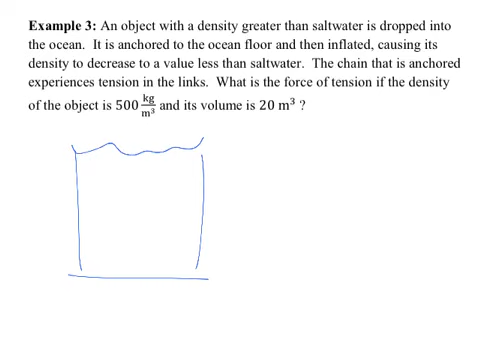 Example 3: An object with a density greater than saltwater is dropped into
the ocean. It is anchored to the ocean floor and then inflated, causing its
density to decrease to a value less than saltwater. The chain that is anchored
experiences tension in the links. What is the force of tension if the density
of the object is 500 kg/m³ and its volume is 20 m³ ?